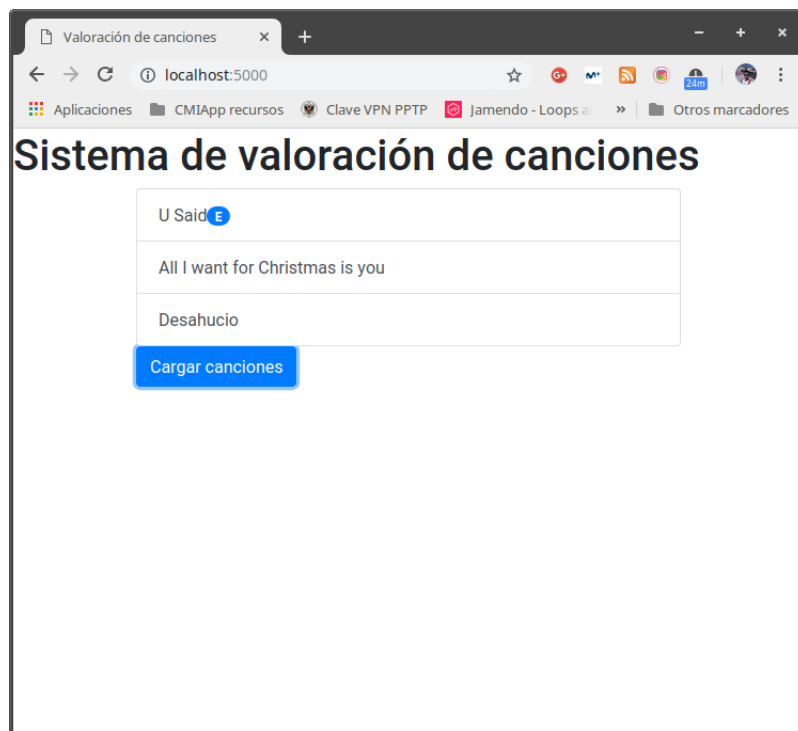 Valoración de canciones
localhost:5000
24m
Aplicaciones CMIApp recursos Clave VPN PPTP Jamendo - Loops a » Otros marcadores
Sistema de valoración de canciones
U Said E
All I want for Christmas is you
Desahucio
Cargar canciones